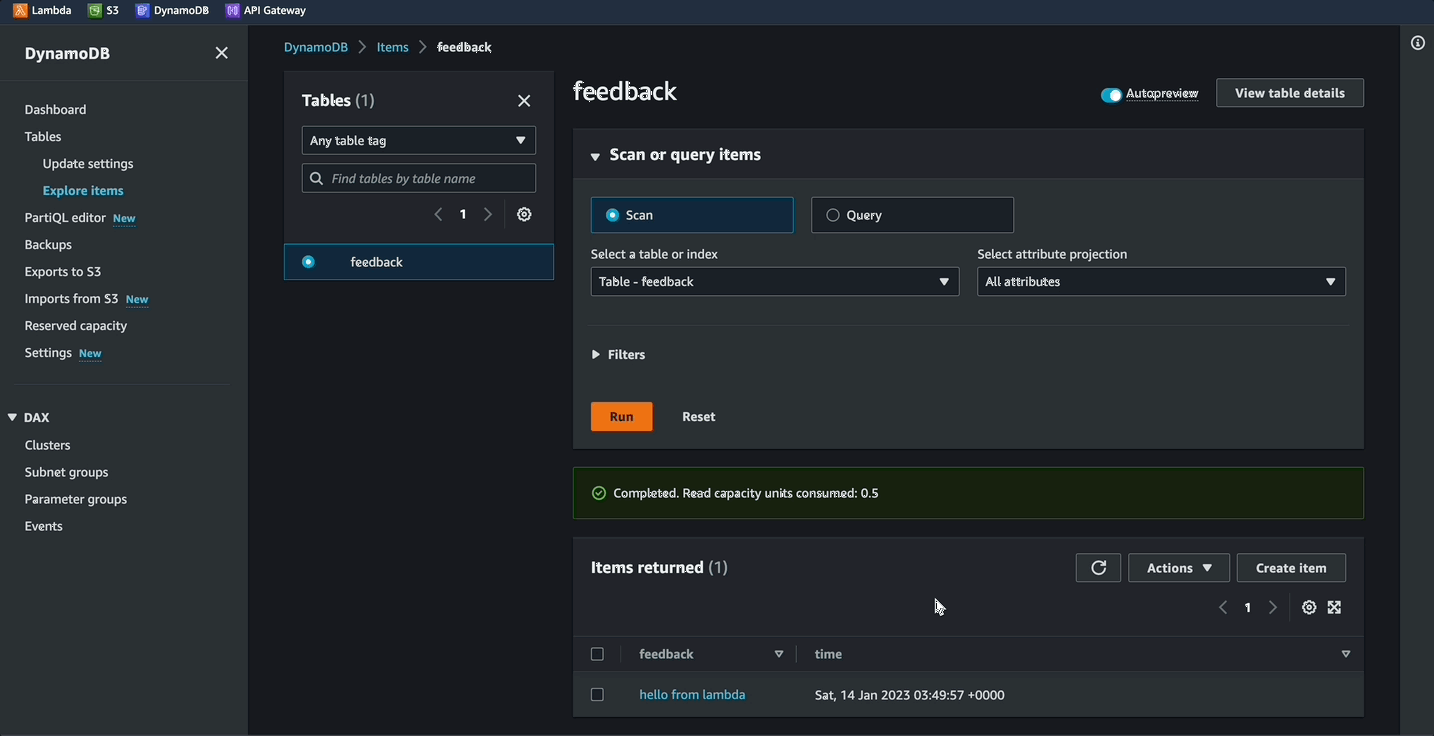 Lambda S3 DynamoDB API Gateway
DynamoDB
Dashboard
Tables
Update settings
Explore items
PartiQL editor New
Backups
Exports to S3
Imports from S3 New
Reserved capacity
Settings New
DAX
Clusters
Subnet groups
Parameter groups
Events
DynamoDB Items feedback
Tables (1)
Any table tag
Find tables by table name
1
feedback
feedback
Autopreview
View table details
Scan or query items
Scan Query
Select a table or index Select attribute projection
Table - feedback All attributes
Filters
Run Reset
Completed. Read capacity units consumed: 0.5
Items returned (1)
Actions Create item
1
feedback time
hello from lambda Sat, 14 Jan 2023 03:49:57 +0000